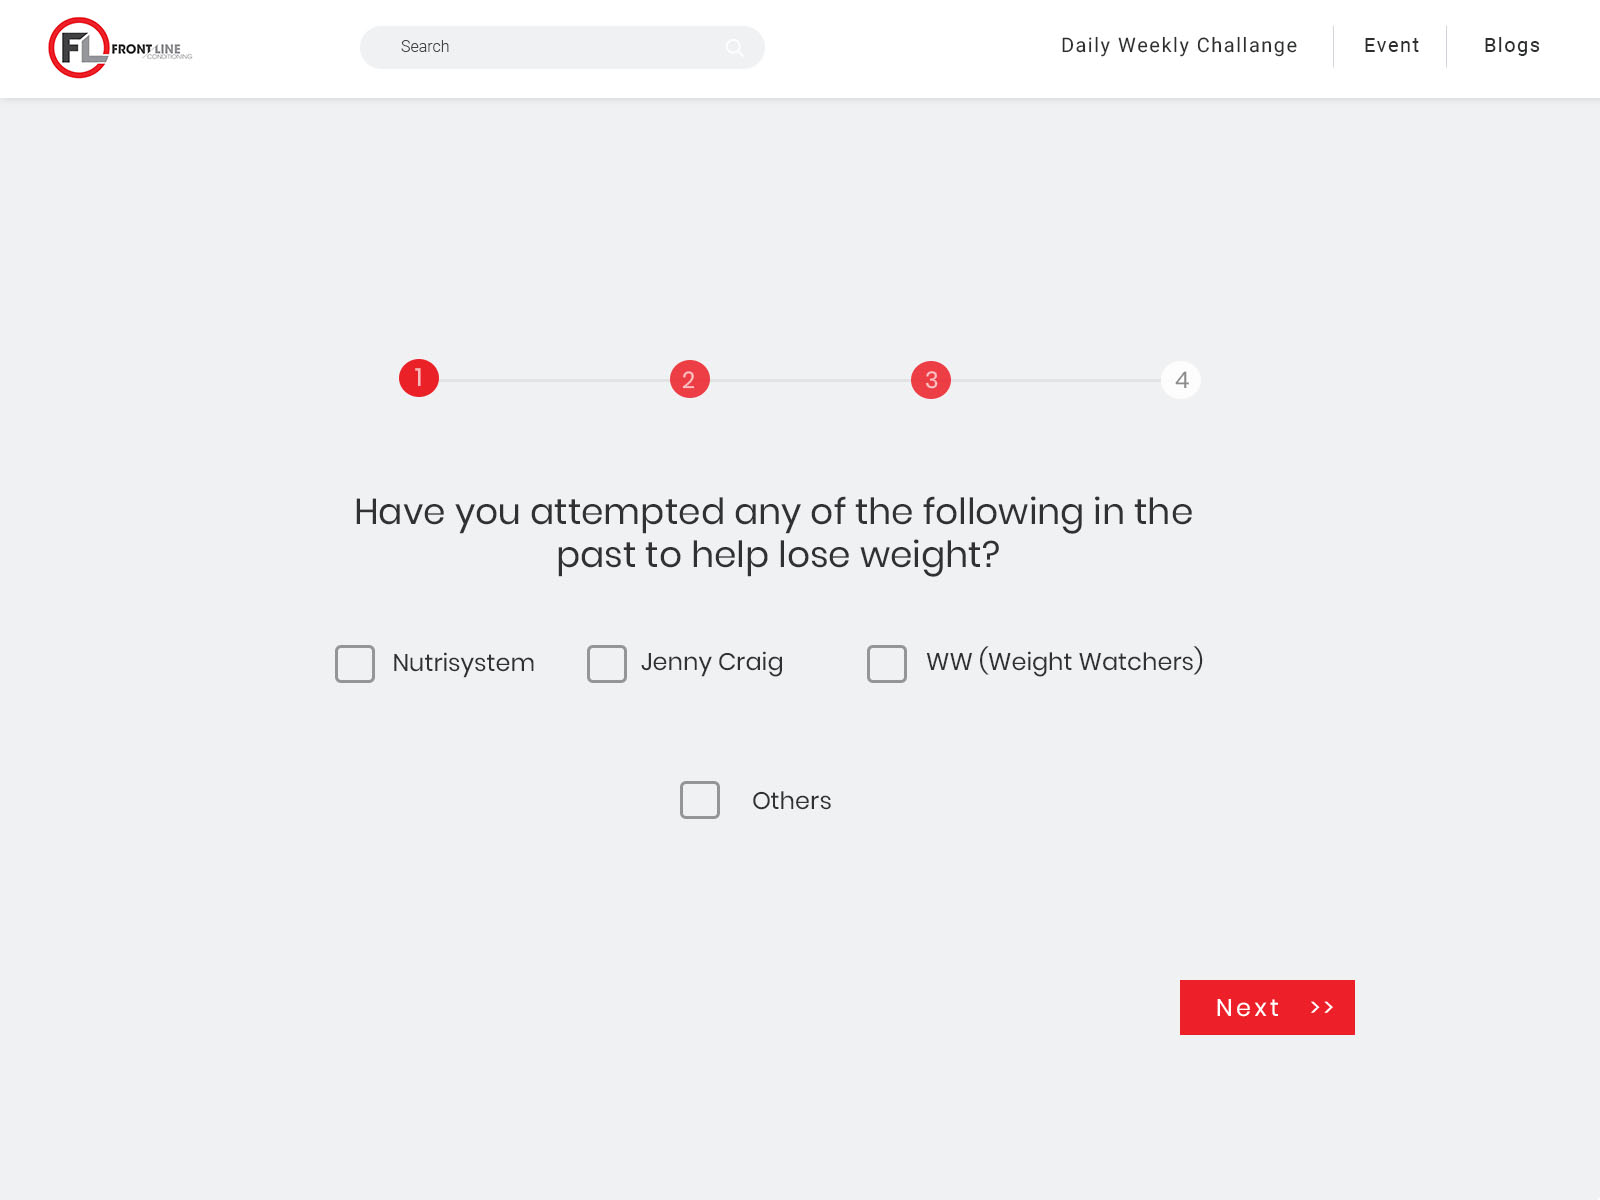 FL FRONT LINE
CONDITIONING
Search
Daily Weekly Challange
Event
Blogs
1
2
3
4
Have you attempted any of the following in the
past to help lose weight?
Nutrisystem
Jenny Craig
WW (Weight Watchers)
Others
Next >>